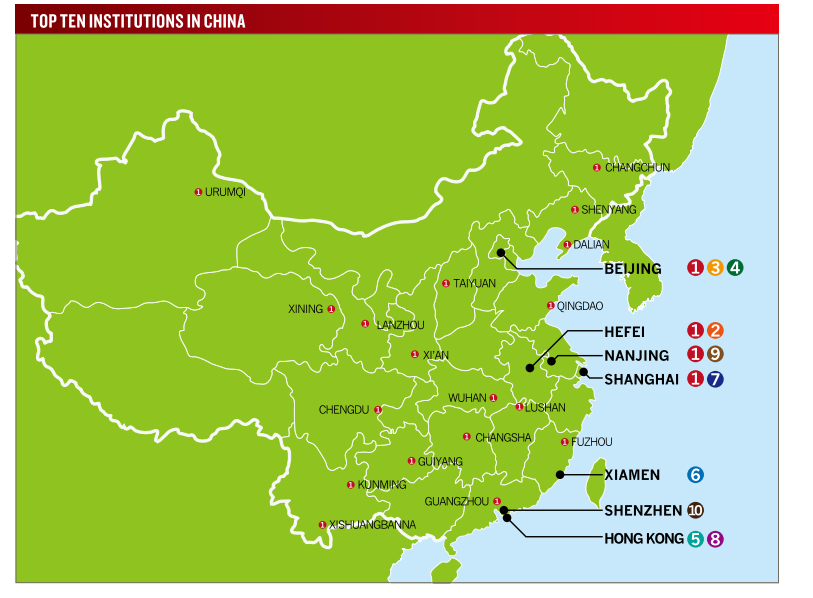 TOP TEN INSTITUTIONS IN CHINA
1 CHANGCHUN
1 URUMQI
1 SHENYANG
1 DALIAN
BEIJING 1 3 4
1 TAIYUAN
1 QINGDAO
XINING 1
1 LANZHOU
HEFEI 1 2
1 XI'AN
NANJING 1 9
SHANGHAI 1 7
WUHAN 1
1 LUSHAN
CHENGDU 1
1 CHANGSHA
1 FUZHOU
1 GUIYANG
XIAMEN 6
1 KUNMING
GUANGZHOU 1
SHENZHEN 10
1 XISHUANGBANNA
HONG KONG 5 8